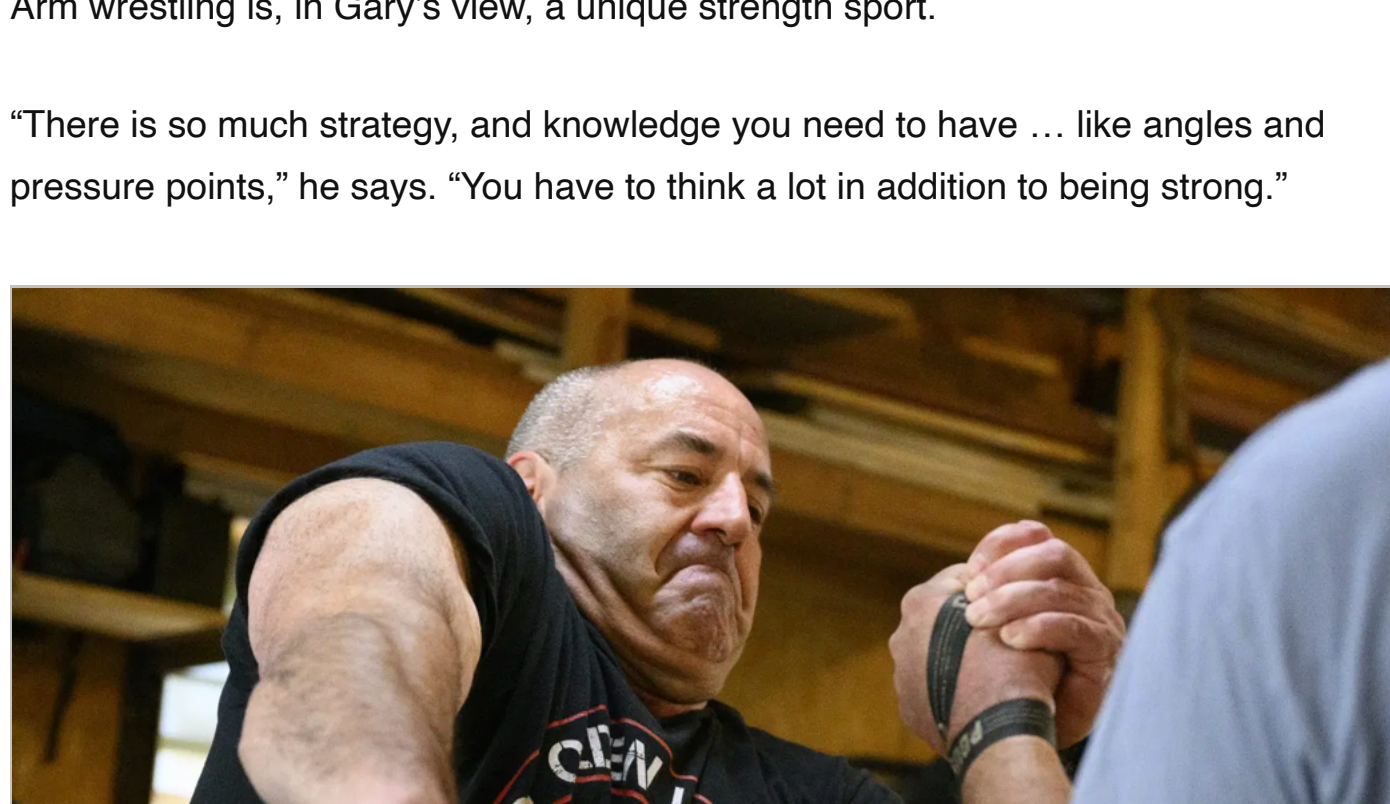 Arm wrestling is, in Gary’s view, a unique strength sport.
“There is so much strategy, and knowledge you need to have … like angles and
pressure points,” he says. “You have to think a lot in addition to being strong.”